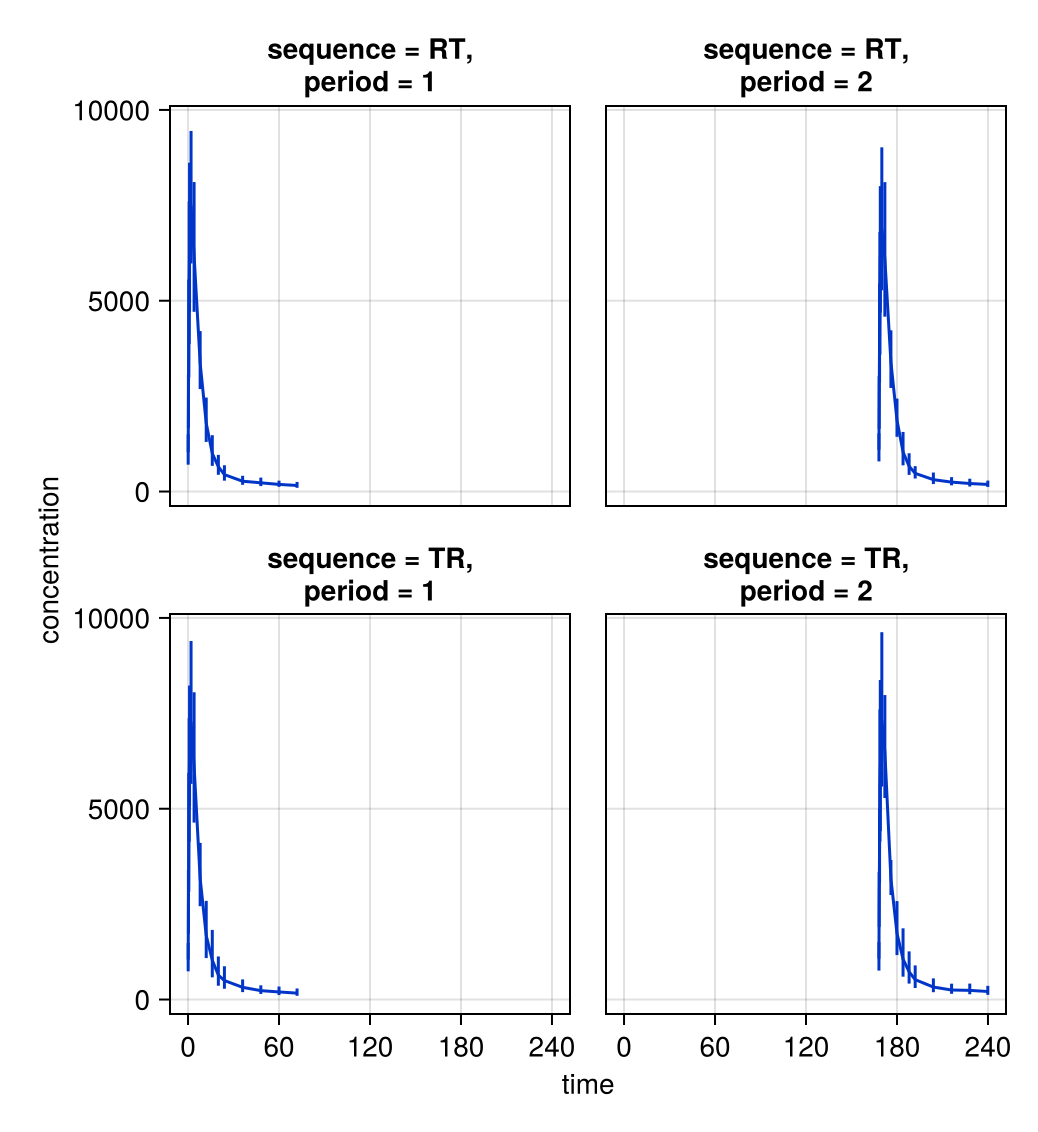 sequence = RT,
period = 1
sequence = RT,
period = 2
10000
5000
0
concentration
sequence = TR,
period = 1
sequence = TR,
period = 2
10000
5000
0
0 60 120 180 240
0 60 120 180 240
time